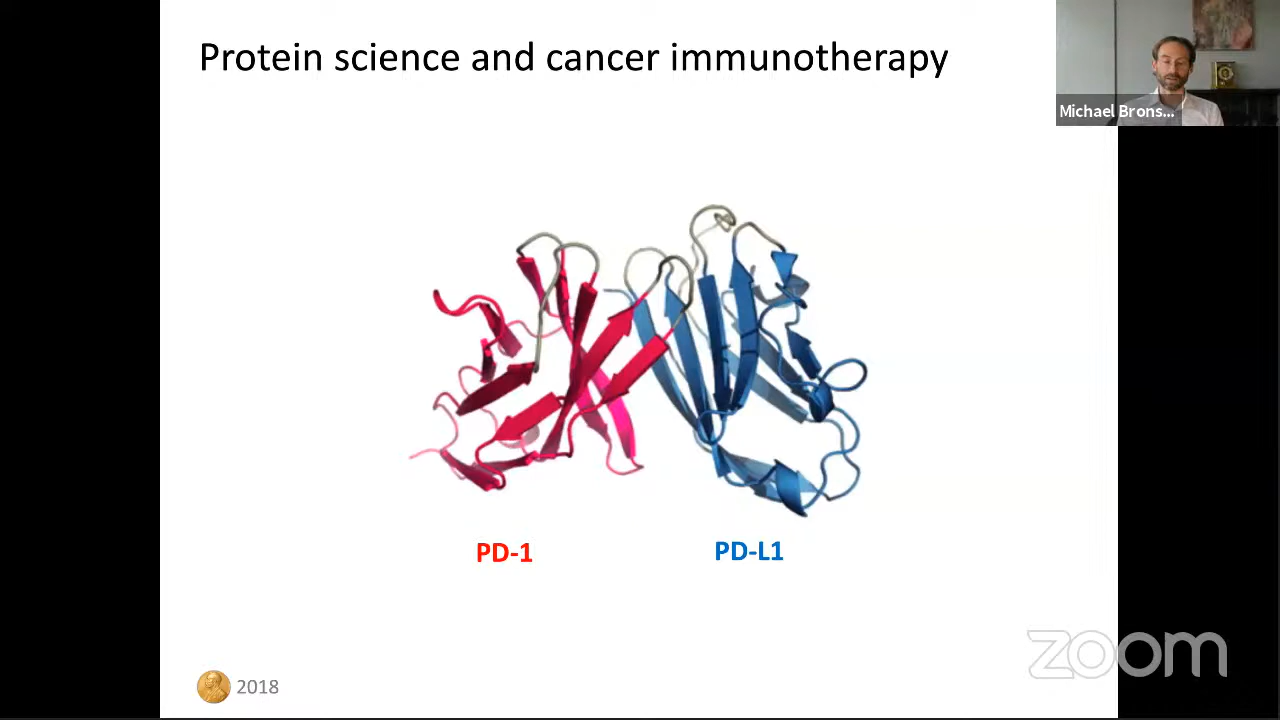 Protein science and cancer immunotherapy
Michael Brons...
PD-1
PD-L1
2018
zoom